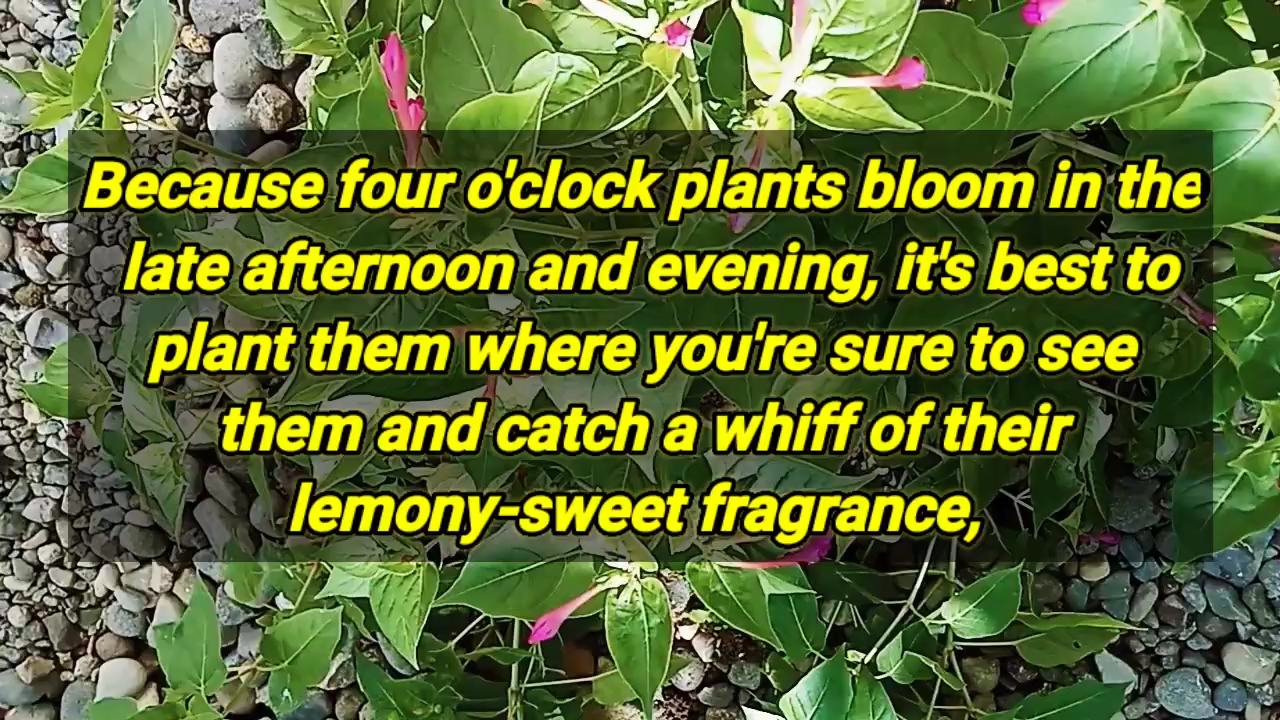 Because four o'clock plants bloom in the
late afternoon and evening, it's best to
plant them where you're sure to see
them and catch a whiff of their
lemony-sweet fragrance,